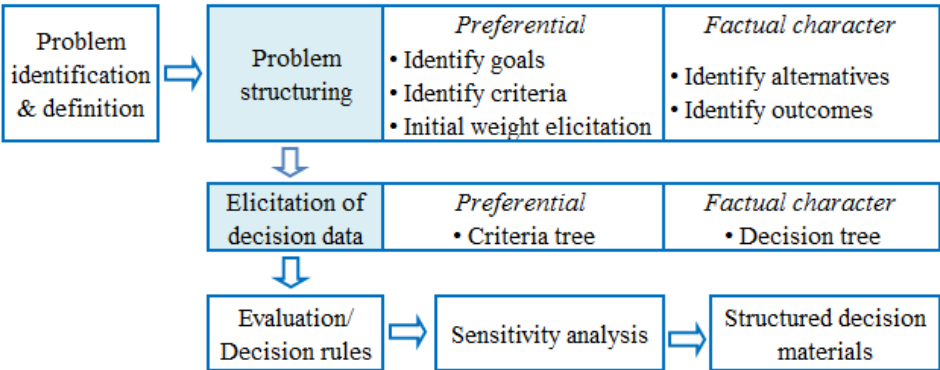 Problem
identification
& definition
Problem
structuring
Preferential
• Identify goals
• Identify criteria
• Initial weight elicitation
Factual character
• Identify alternatives
• Identify outcomes
Elicitation of
decision data
Preferential
• Criteria tree
Factual character
• Decision tree
Evaluation/
Decision rules
Sensitivity analysis
Structured decision
materials